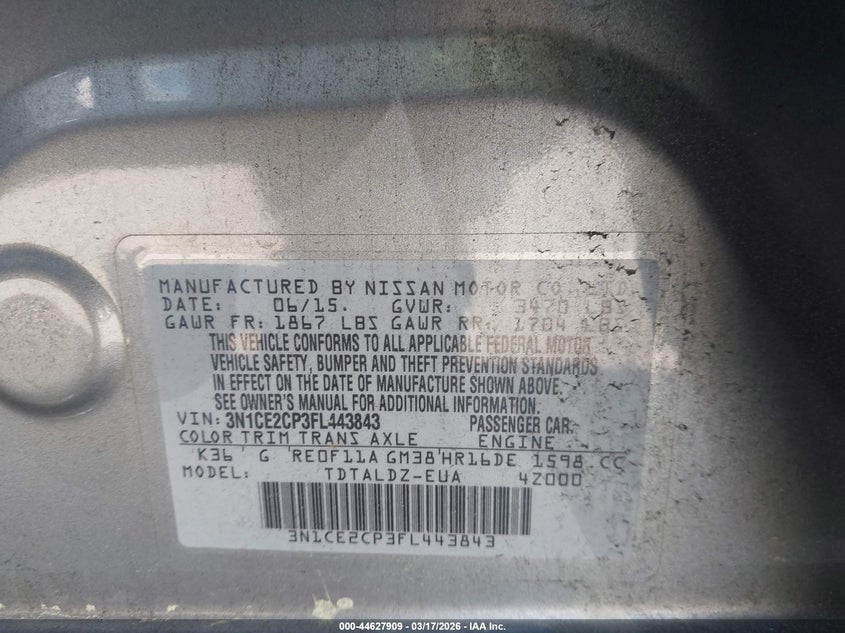 MANUFACTURED BY NISSAN MOTOR CO., LTD.
DATE: 06/15. GVWR: 3470 LBS
GAWR FR: 1867 LBS GAWR RR: 1704 LB
THIS VEHICLE CONFORMS TO ALL APPLICABLE FEDERAL MOTOR
VEHICLE SAFETY, BUMPER AND THEFT PREVENTION STANDARDS
IN EFFECT ON THE DATE OF MANUFACTURE SHOWN ABOVE.
SEE OWNER'S MANUAL FOR ADDITIONAL INFORMATION.
VIN: 3N1CE2CP3FL443843 PASSENGER CAR
COLOR TRIM TRANS AXLE ENGINE
K36 G RE0F11A GM38 HR16DE 1598 CC
MODEL: TDTALDZ-EUA 4Z000
3N1CE2CP3FL443843
000-44627909 - 03/17/2026 - IAA Inc.